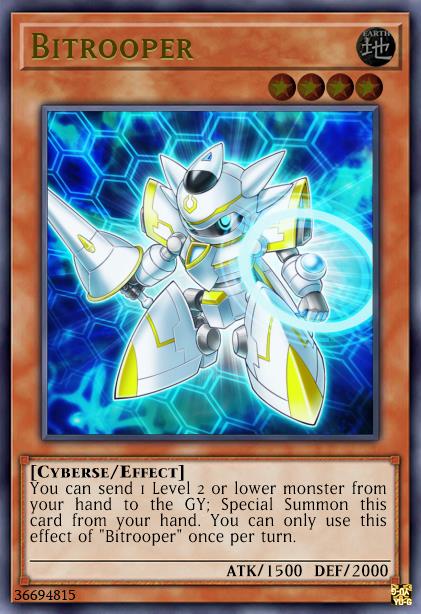 BITROOPER
EARTH
地
[CYBERSE/EFFECT]
You can send 1 Level 2 or lower monster from
your hand to the GY; Special Summon this
card from your hand. You can only use this
effect of "Bitrooper" once per turn.
ATK/1500 DEF/2000
36694815